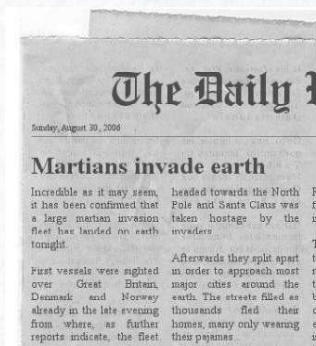 The Daily
Sunday, August 30, 2006
Martians invade earth
Incredible as it may seem,
it has been confirmed that
a large martian invasion
fleet has landed on earth
tonight.
First vessels were sighted
over Great Britain,
Denmark and Norway
already in the late evening
from where, as further
reports indicate, the fleet
headed towards the North
Pole and Santa Claus was
taken hostage by the
invaders.
Afterwards they split apart
in order to approach most
major cities around the
earth. The streets filled as
thousands fled their
homes, many only wearing
their pajamas